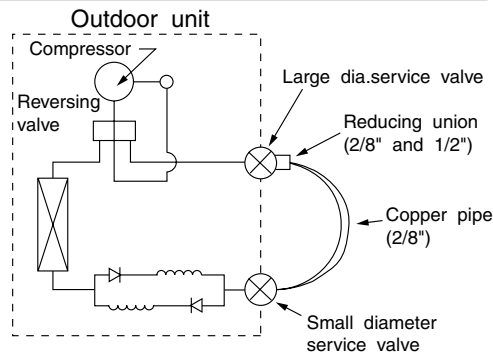 Outdoor unit
Compressor
Reversing
valve
Large dia.service valve
Reducing union
(2/8" and 1/2")
Copper pipe
(2/8")
Small diameter
service valve